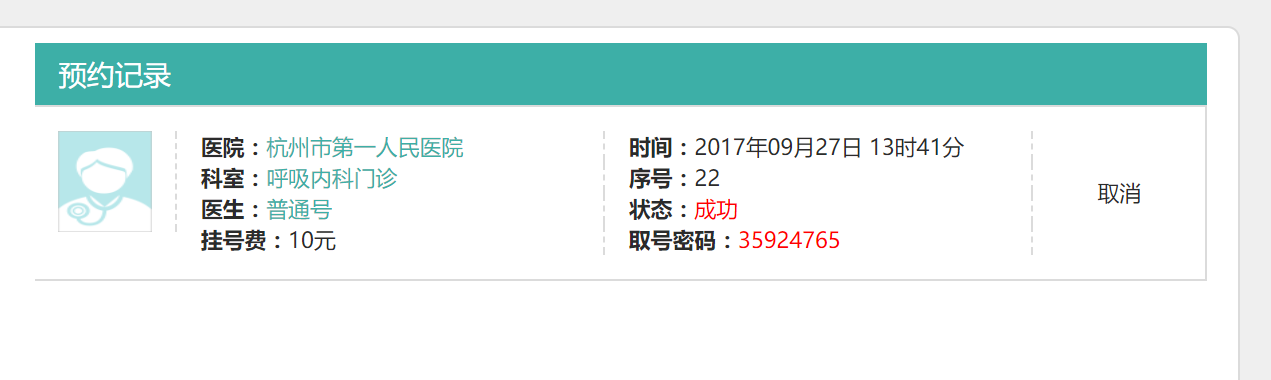 预约记录
医院：杭州市第一人民医院
科室：呼吸内科门诊
医生：普通号
挂号费：10元
时间：2017年09月27日 13时41分
序号：22
状态：成功
取号密码：35924765
取消